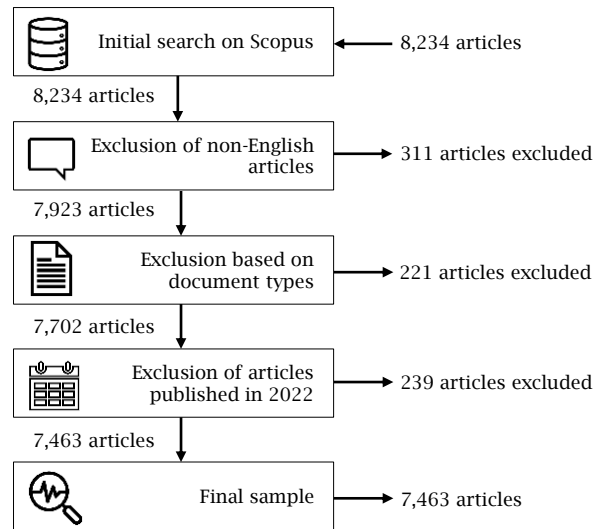 Initial search on Scopus
8,234 articles
8,234 articles
Exclusion of non-English
articles
311 articles excluded
7,923 articles
Exclusion based on
document types
221 articles excluded
7,702 articles
Exclusion of articles
published in 2022
239 articles excluded
7,463 articles
Final sample
7,463 articles